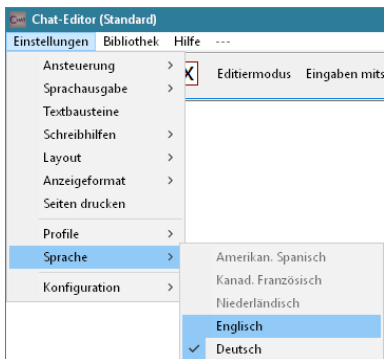 Chat-Editor (Standard)
Einstellungen Bibliothek Hilfe ---
Ansteuerung
X Editiermodus Eingaben mits
Sprachausgabe
Textbausteine
Schreibhilfen
Layout
Anzeigeformat
Seiten drucken
Profile
Sprache
Amerikan. Spanisch
Kanad. Französisch
Konfiguration
Niederländisch
Englisch
Deutsch